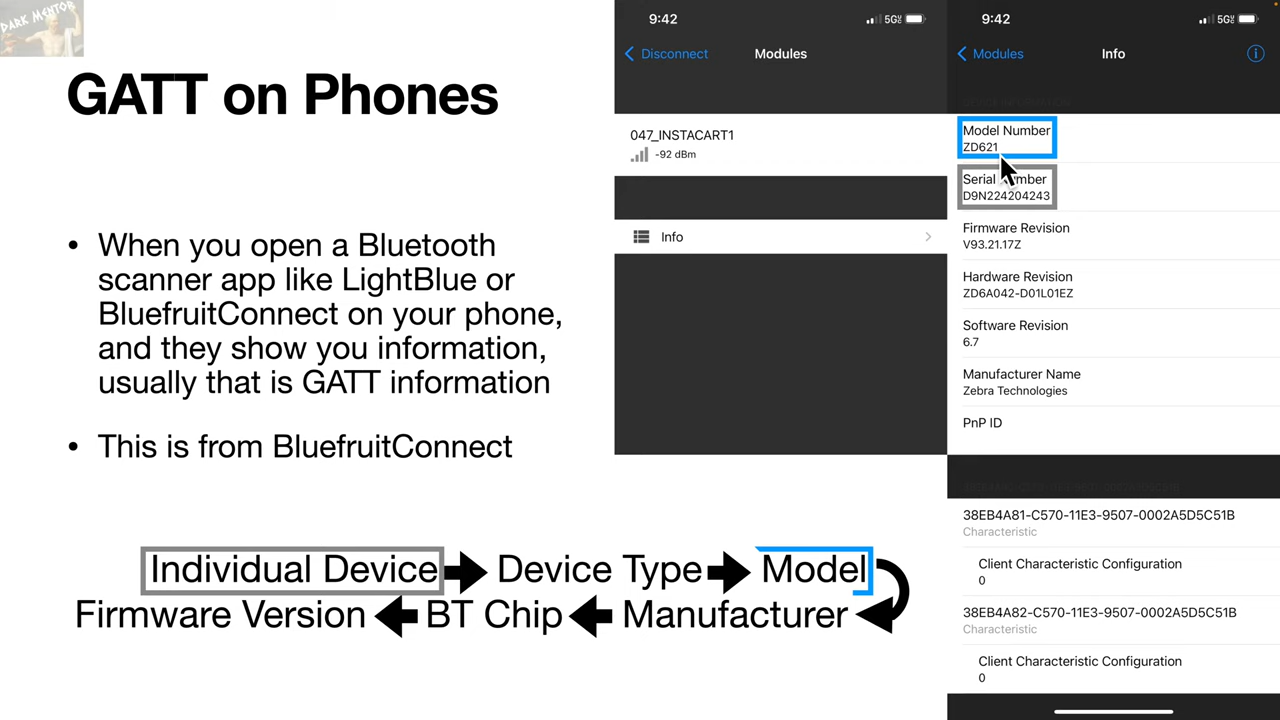 DARK MENTOR
GATT on Phones
• When you open a Bluetooth
scanner app like LightBlue or
BluefruitConnect on your phone,
and they show you information,
usually that is GATT information
• This is from BluefruitConnect
Individual Device Device Type Model
Firmware Version BT Chip Manufacturer
9:42 5G
Disconnect Modules
047_INSTACART1
-92 dBm
Info
9:42 5G
Modules Info
Model Number
ZD621
Serial Number
D9N224204243
Firmware Revision
V93.21.17Z
Hardware Revision
ZD6A042-D01L01EZ
Software Revision
6.7
Manufacturer Name
Zebra Technologies
PnP ID
38EB4A81-C570-11E3-9507-0002A5D5C51B
Characteristic
Client Characteristic Configuration
0
38EB4A82-C570-11E3-9507-0002A5D5C51B
Characteristic
Client Characteristic Configuration
0